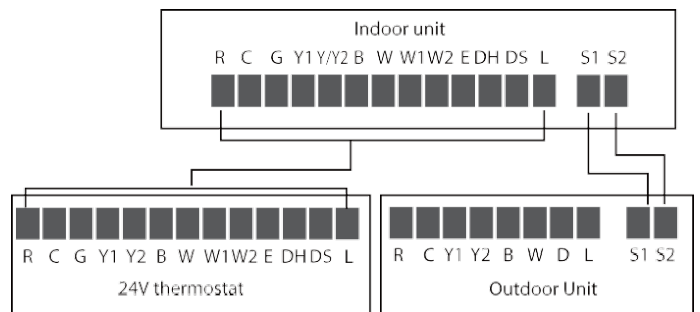 Indoor unit
R C G Y1 Y/Y2 B W W1 W2 E DH DS L S1 S2
R C G Y1 Y2 B W W1 W2 E DH DS L
R C Y1 Y2 B W D L S1 S2
24V thermostat
Outdoor Unit